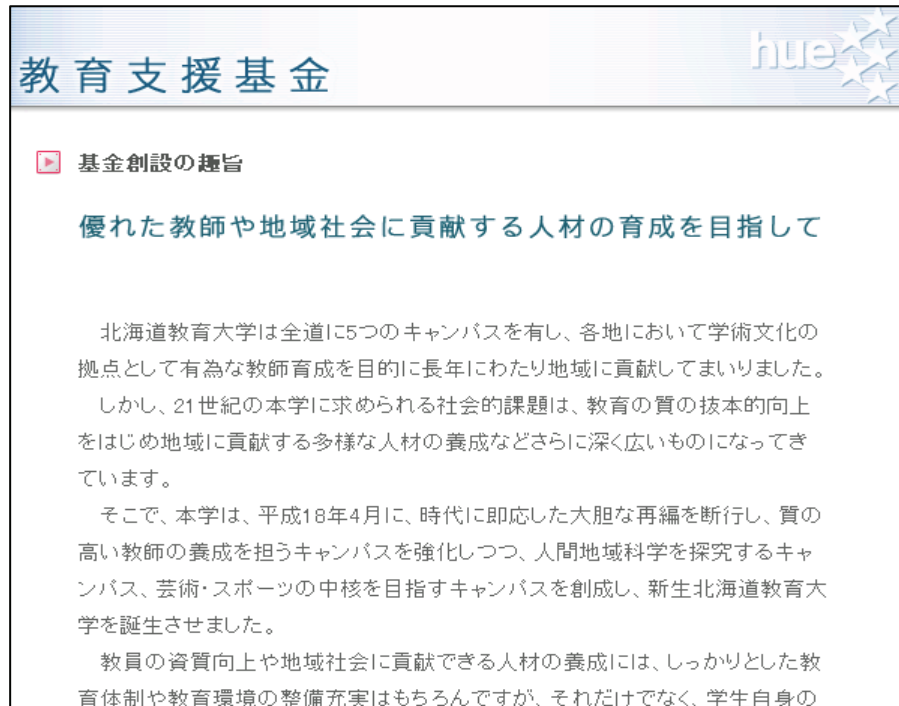 hue
教育支援基金
基金創設の趣旨
優れた教師や地域社会に貢献する人材の育成を目指して
北海道教育大学は全道に5つのキャンパスを有し、各地において学術文化の
拠点として有為な教師育成を目的に長年にわたり地域に貢献してまいりました。
しかし、21世紀の本学に求められる社会的課題は、教育の質の抜本的向上
をはじめ地域に貢献する多様な人材の養成などさらに深く広いものになってき
ています。
そこで、本学は、平成18年4月に、時代に即応した大胆な再編を断行し、質の
高い教師の養成を担うキャンパスを強化しつつ、人間地域科学を探究するキャ
ンパス、芸術・スポーツの中核を目指すキャンパスを創成し、新生北海道教育大
学を誕生させました。
教員の資質向上や地域社会に貢献できる人材の養成には、しっかりとした教
育体制や教育環境の整備充実はもちろんですが、それだけでなく、学生自身の